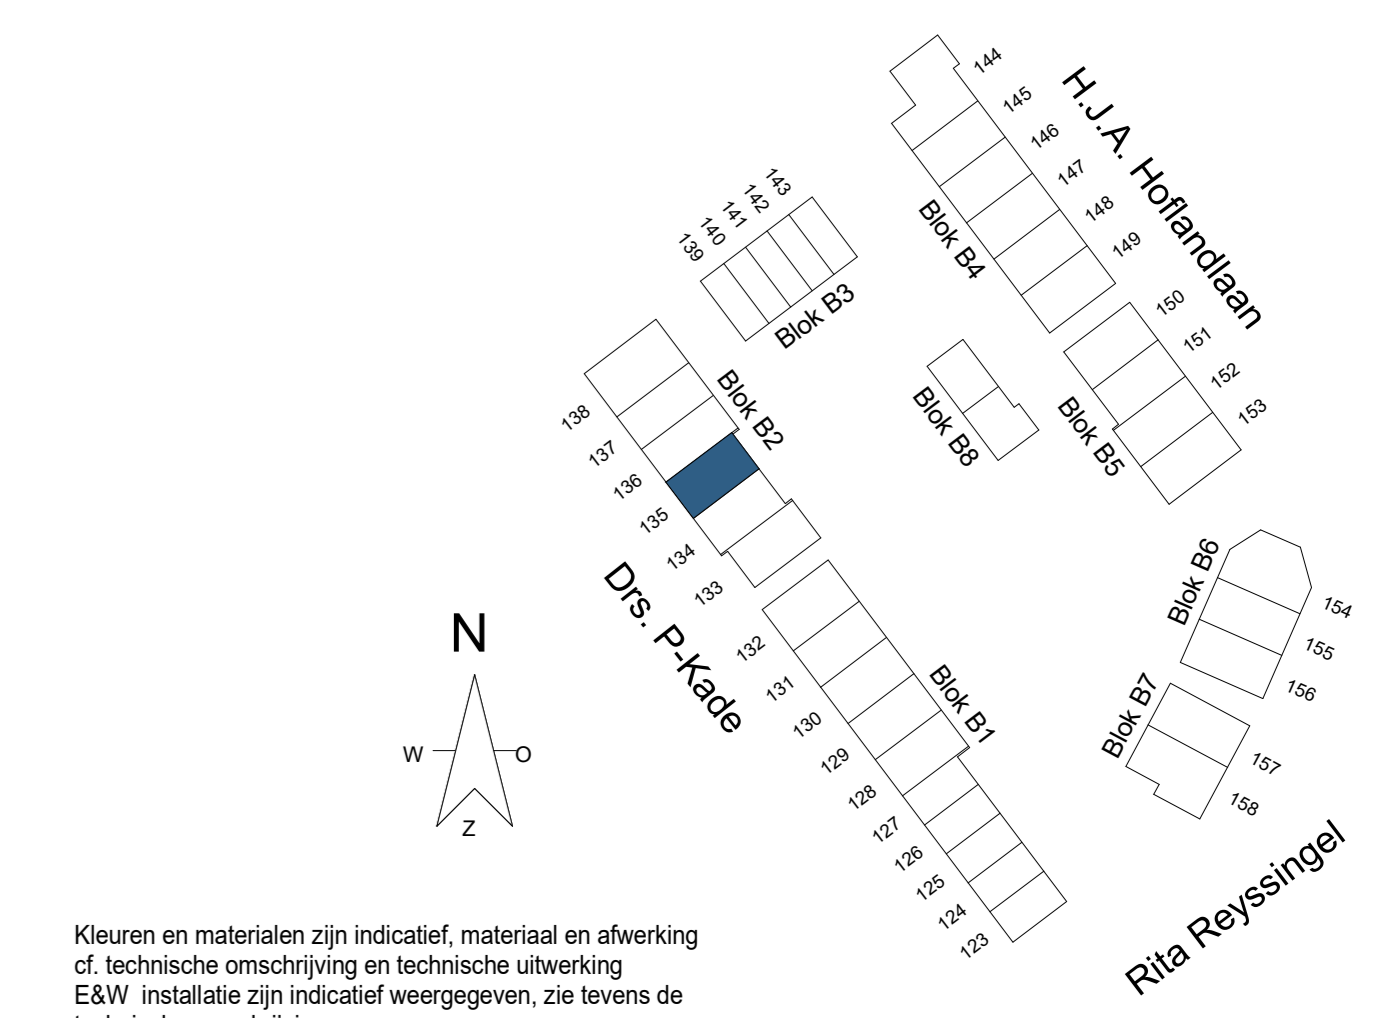 144
145
146
147
148
149
H.J.A. Hoflandlaan
Blok B4
143
142
141
140
139
Blok B3
150
151
152
153
Blok B5
Blok B8
Blok B2
138
137
136
135
134
133
Drs. P-Kade
Blok B6
154
155
156
Blok B7
157
158
Rita Reyssingel
Blok B1
132
131
130
129
128
127
126
125
124
123
N
W
O
Z
Kleuren en materialen zijn indicatief, materiaal en afwerking
cf. technische omschrijving en technische uitwerking
E&W installatie zijn indicatief weergegeven, zie tevens de